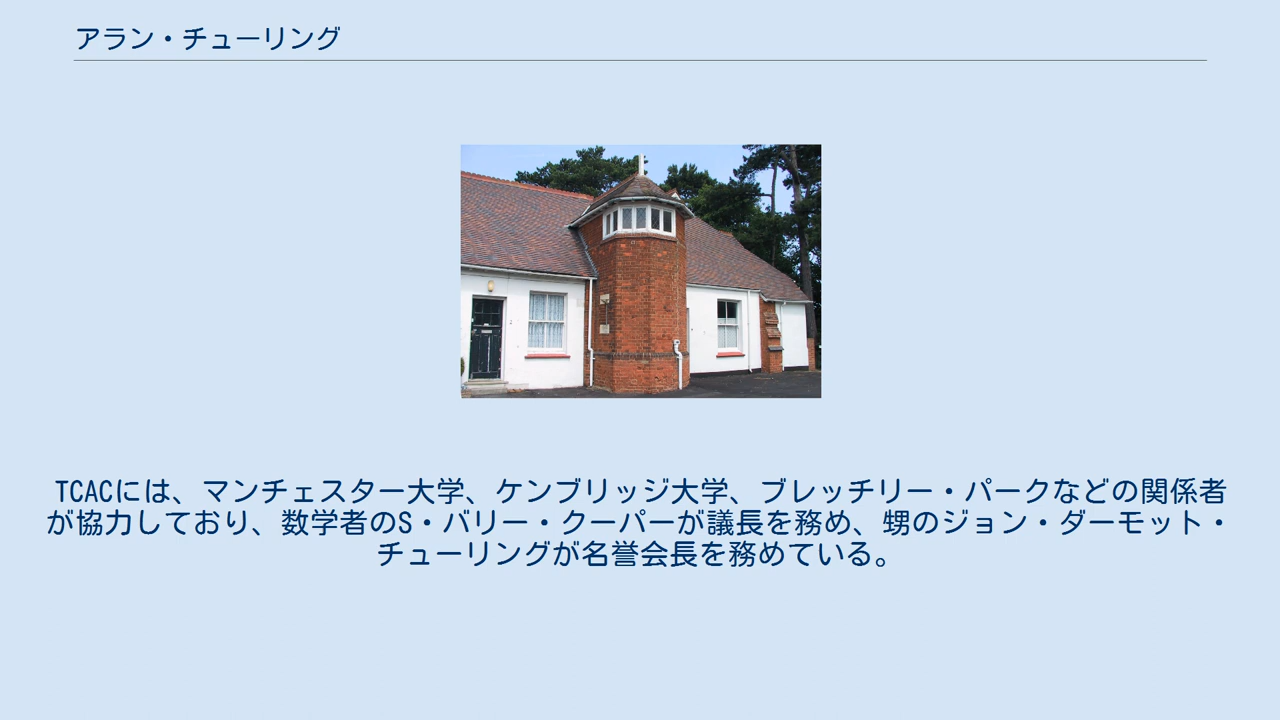 アラン・チューリング
TCACには、マンチェスター大学、ケンブリッジ大学、ブレッチリー・パークなどの関係者
が協力しており、数学者のS・バリー・クーパーが議長を務め、甥のジョン・ダーモット・
チューリングが名誉会長を務めている。